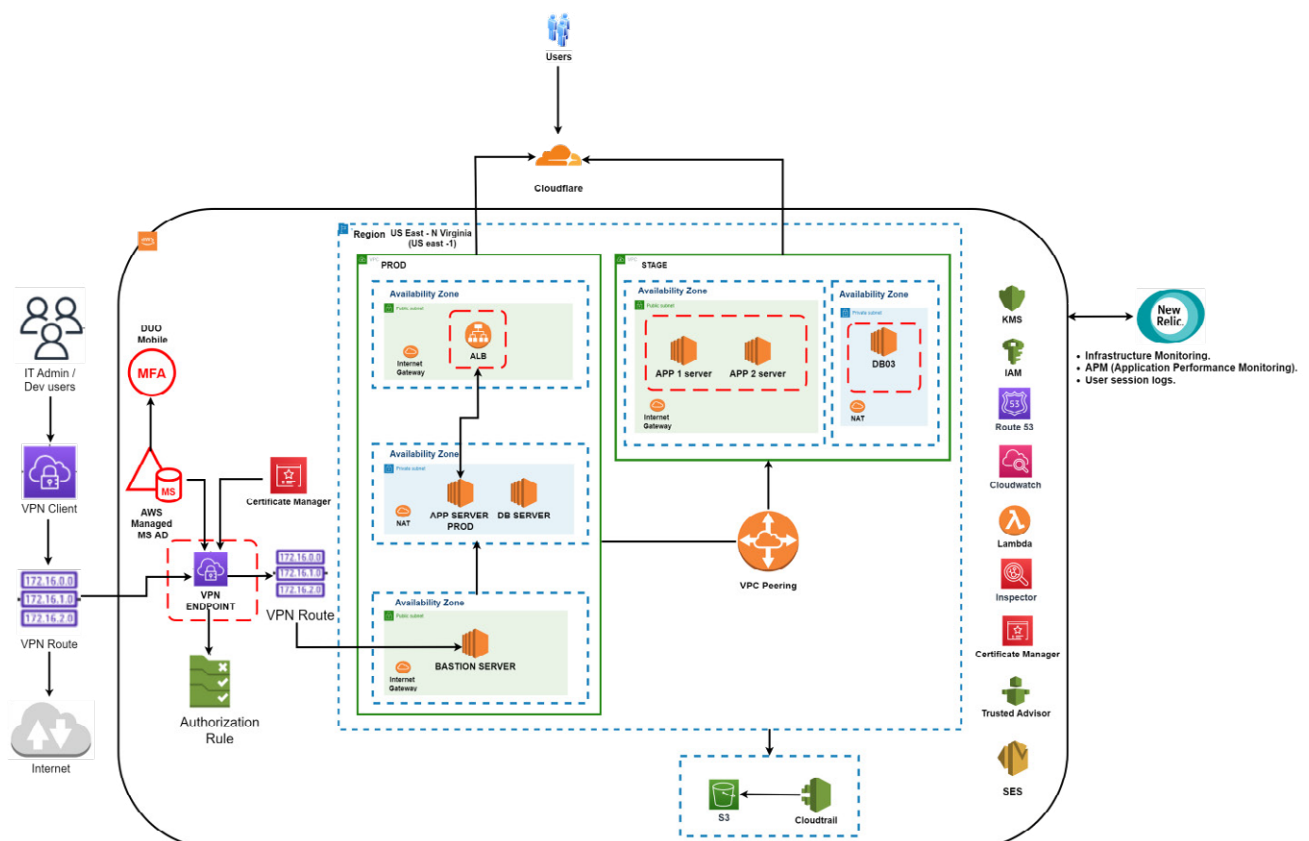 Users
Cloudflare
Region US East - N Virginia
(US east -1)
VPC
PROD
Availability Zone
Public subnet
Internet
Gateway
ALB
Availability Zone
Private subnet
NAT
APP SERVER
PROD
DB SERVER
Availability Zone
Public subnet
Internet
Gateway
BASTION SERVER
VPC
STAGE
Availability Zone
Public subnet
APP 1 server
APP 2 server
Internet
Gateway
Availability Zone
Private subnet
DB03
NAT
VPC Peering
IT Admin /
Dev users
VPN Client
172.16.0.0
172.16.1.0
172.16.2.0
VPN Route
Internet
DUO
Mobile
MFA
MS
AWS
Managed
MS AD
Certificate Manager
VPN
ENDPOINT
172.16.0.0
172.16.1.0
172.16.2.0
VPN Route
Authorization
Rule
S3
Cloudtrail
KMS
IAM
53
Route 53
Cloudwatch
Lambda
Inspector
Certificate Manager
Trusted Advisor
SES
New
Relic.
• Infrastructure Monitoring.
• APM (Application Performance Monitoring).
• User session logs.